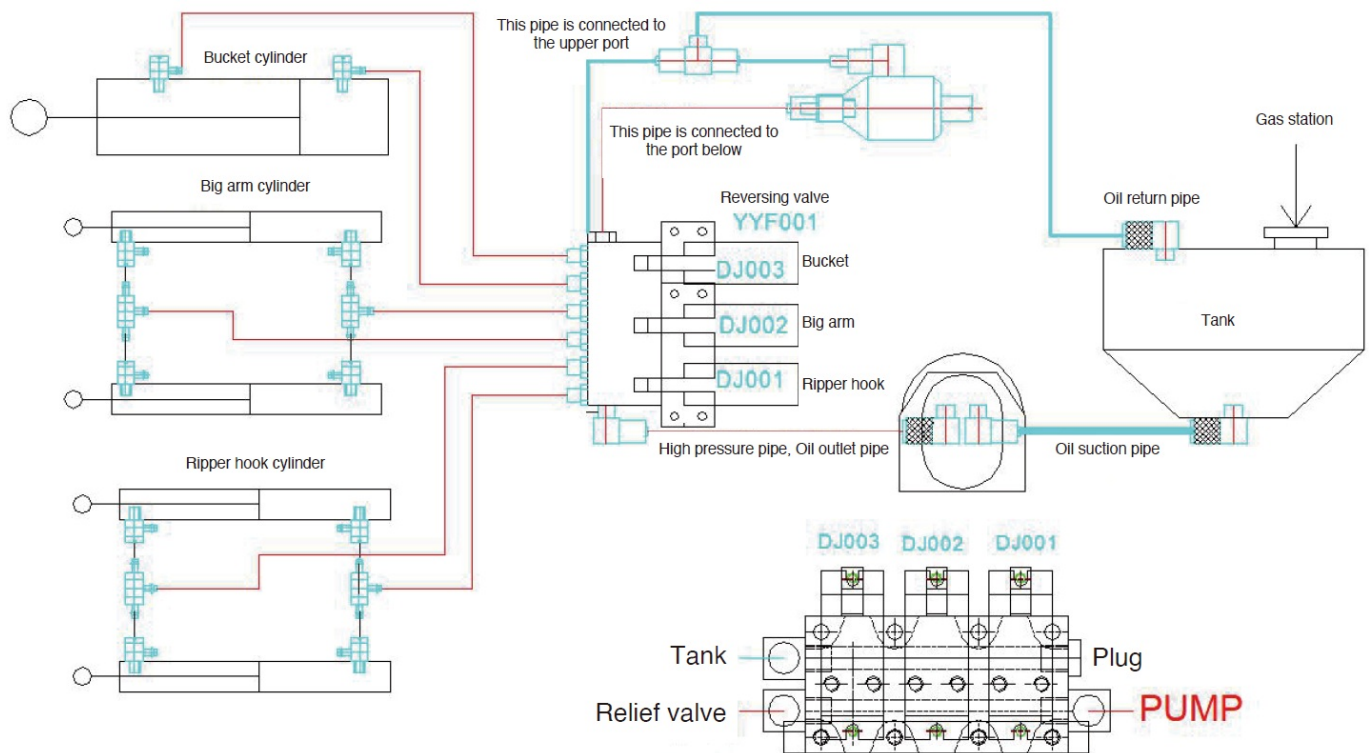 This pipe is connected to
the upper port
Bucket cylinder
This pipe is connected to
the port below
Gas station
Big arm cylinder
Reversing valve
YYF001
Oil return pipe
DJ003
Bucket
DJ002
Big arm
Tank
DJ001
Ripper hook
High pressure pipe, Oil outlet pipe
Oil suction pipe
Ripper hook cylinder
DJ003
DJ002
DJ001
Tank
Plug
Relief valve
PUMP